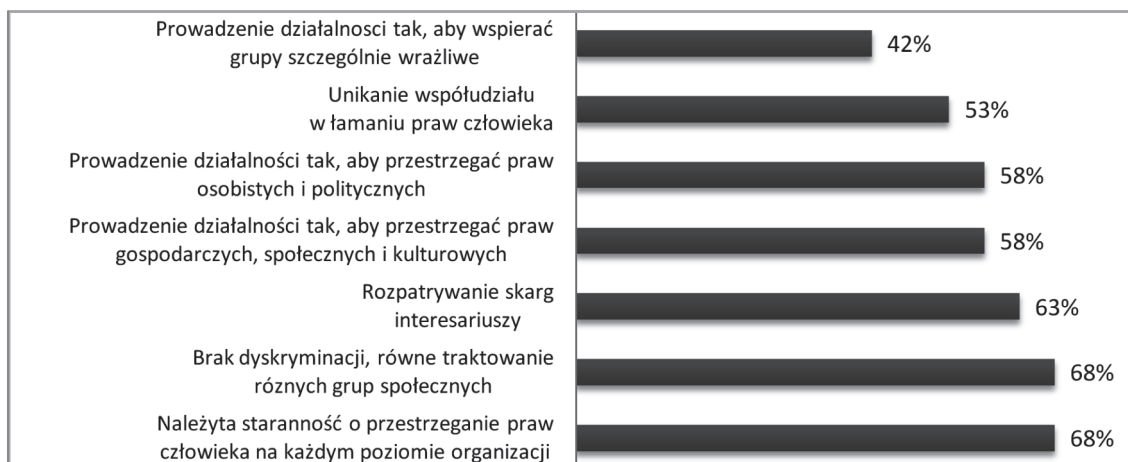 Prowadzenie działalnosci tak, aby wspierać
grupy szczególnie wrażliwe
42%
Unikanie współudziału
w łamaniu praw człowieka
53%
Prowadzenie działalności tak, aby przestrzegać praw
osobistych i politycznych
58%
Prowadzenie działalności tak, aby przestrzegać praw
gospodarczych, społecznych i kulturowych
58%
Rozpatrywanie skarg
interesariuszy
63%
Brak dyskryminacji, równe traktowanie
róznych grup społecznych
68%
Należyta staranność o przestrzeganie praw
człowieka na każdym poziomie organizacji
68%